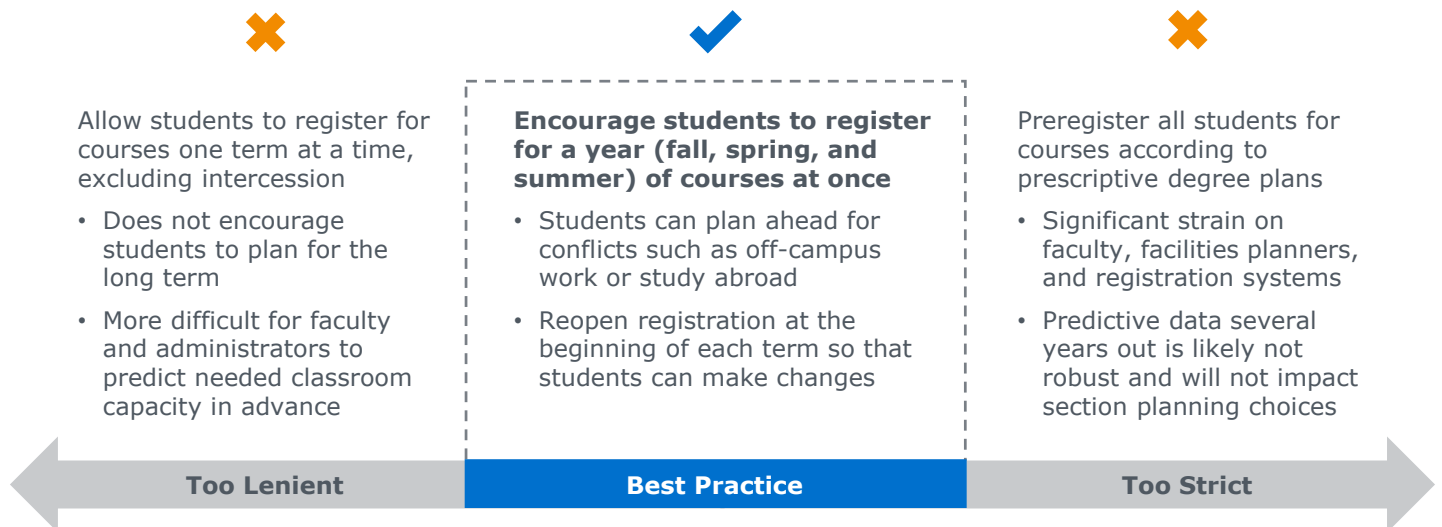 Allow students to register for
courses one term at a time,
excluding intercession
• Does not encourage
students to plan for the
long term
• More difficult for faculty
and administrators to
predict needed classroom
capacity in advance
Encourage students to register
for a year (fall, spring, and
summer) of courses at once
• Students can plan ahead for
conflicts such as off-campus
work or study abroad
• Reopen registration at the
beginning of each term so that
students can make changes
Preregister all students for
courses according to
prescriptive degree plans
• Significant strain on
faculty, facilities planners,
and registration systems
• Predictive data several
years out is likely not
robust and will not impact
section planning choices
Too Lenient
Best Practice
Too Strict